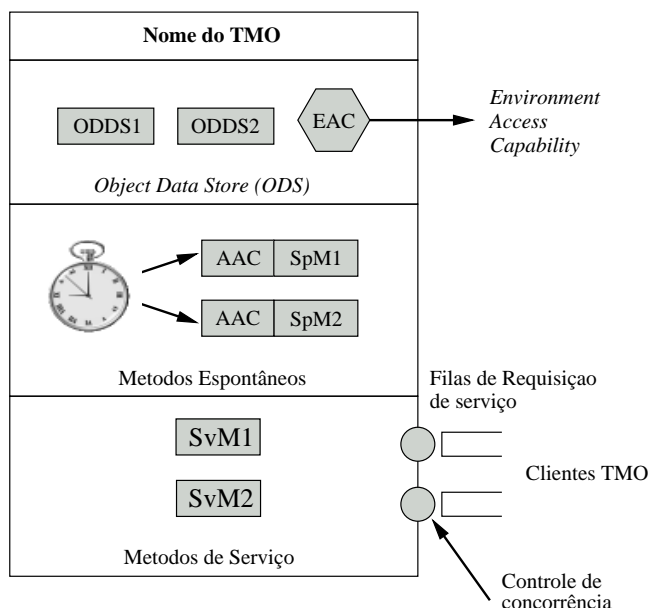 Nome do TMO
ODDS1
ODDS2
EAC
Environment
Access
Capability
Object Data Store (ODS)
AAC
SpM1
AAC
SpM2
Metodos Espontâneos
Filas de Requisiçao
de serviço
SvM1
SvM2
Clientes TMO
Metodos de Serviço
Controle de
concorrência